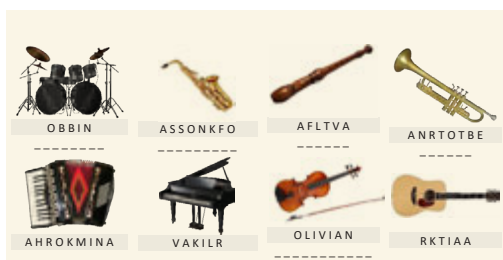 OBBIN
ASSONKFO
AFLTVA
ANRTOTBE
AHROKMINA
VAKILR
OLIVIAN
RKTIAA